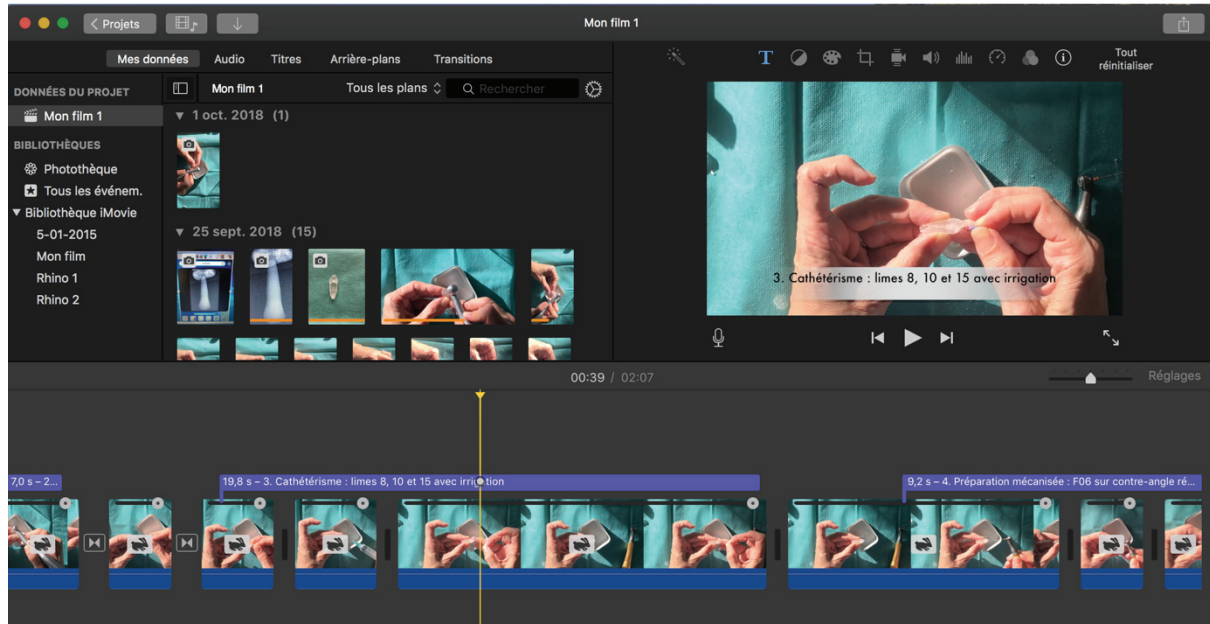 Projets
Mon film 1
Mes données Audio Titres Arrière-plans Transitions
Tout
réinitialiser
DONNÉES DU PROJET
Mon film 1
BIBLIOTHÈQUES
Photothèque
Tous les événem.
Bibliothèque iMovie
5-01-2015
Mon film
Rhino 1
Rhino 2
Mon film 1 Tous les plans Rechercher
1 oct. 2018 (1)
25 sept. 2018 (15)
3. Cathétérisme : limes 8, 10 et 15 avec irrigation
00:39 / 02:07
Réglages
7,0 s – 2...
19,8 s – 3. Cathétérisme : limes 8, 10 et 15 avec irrigation
9,2 s – 4. Préparation mécanisée : F06 sur contre-angle ré...